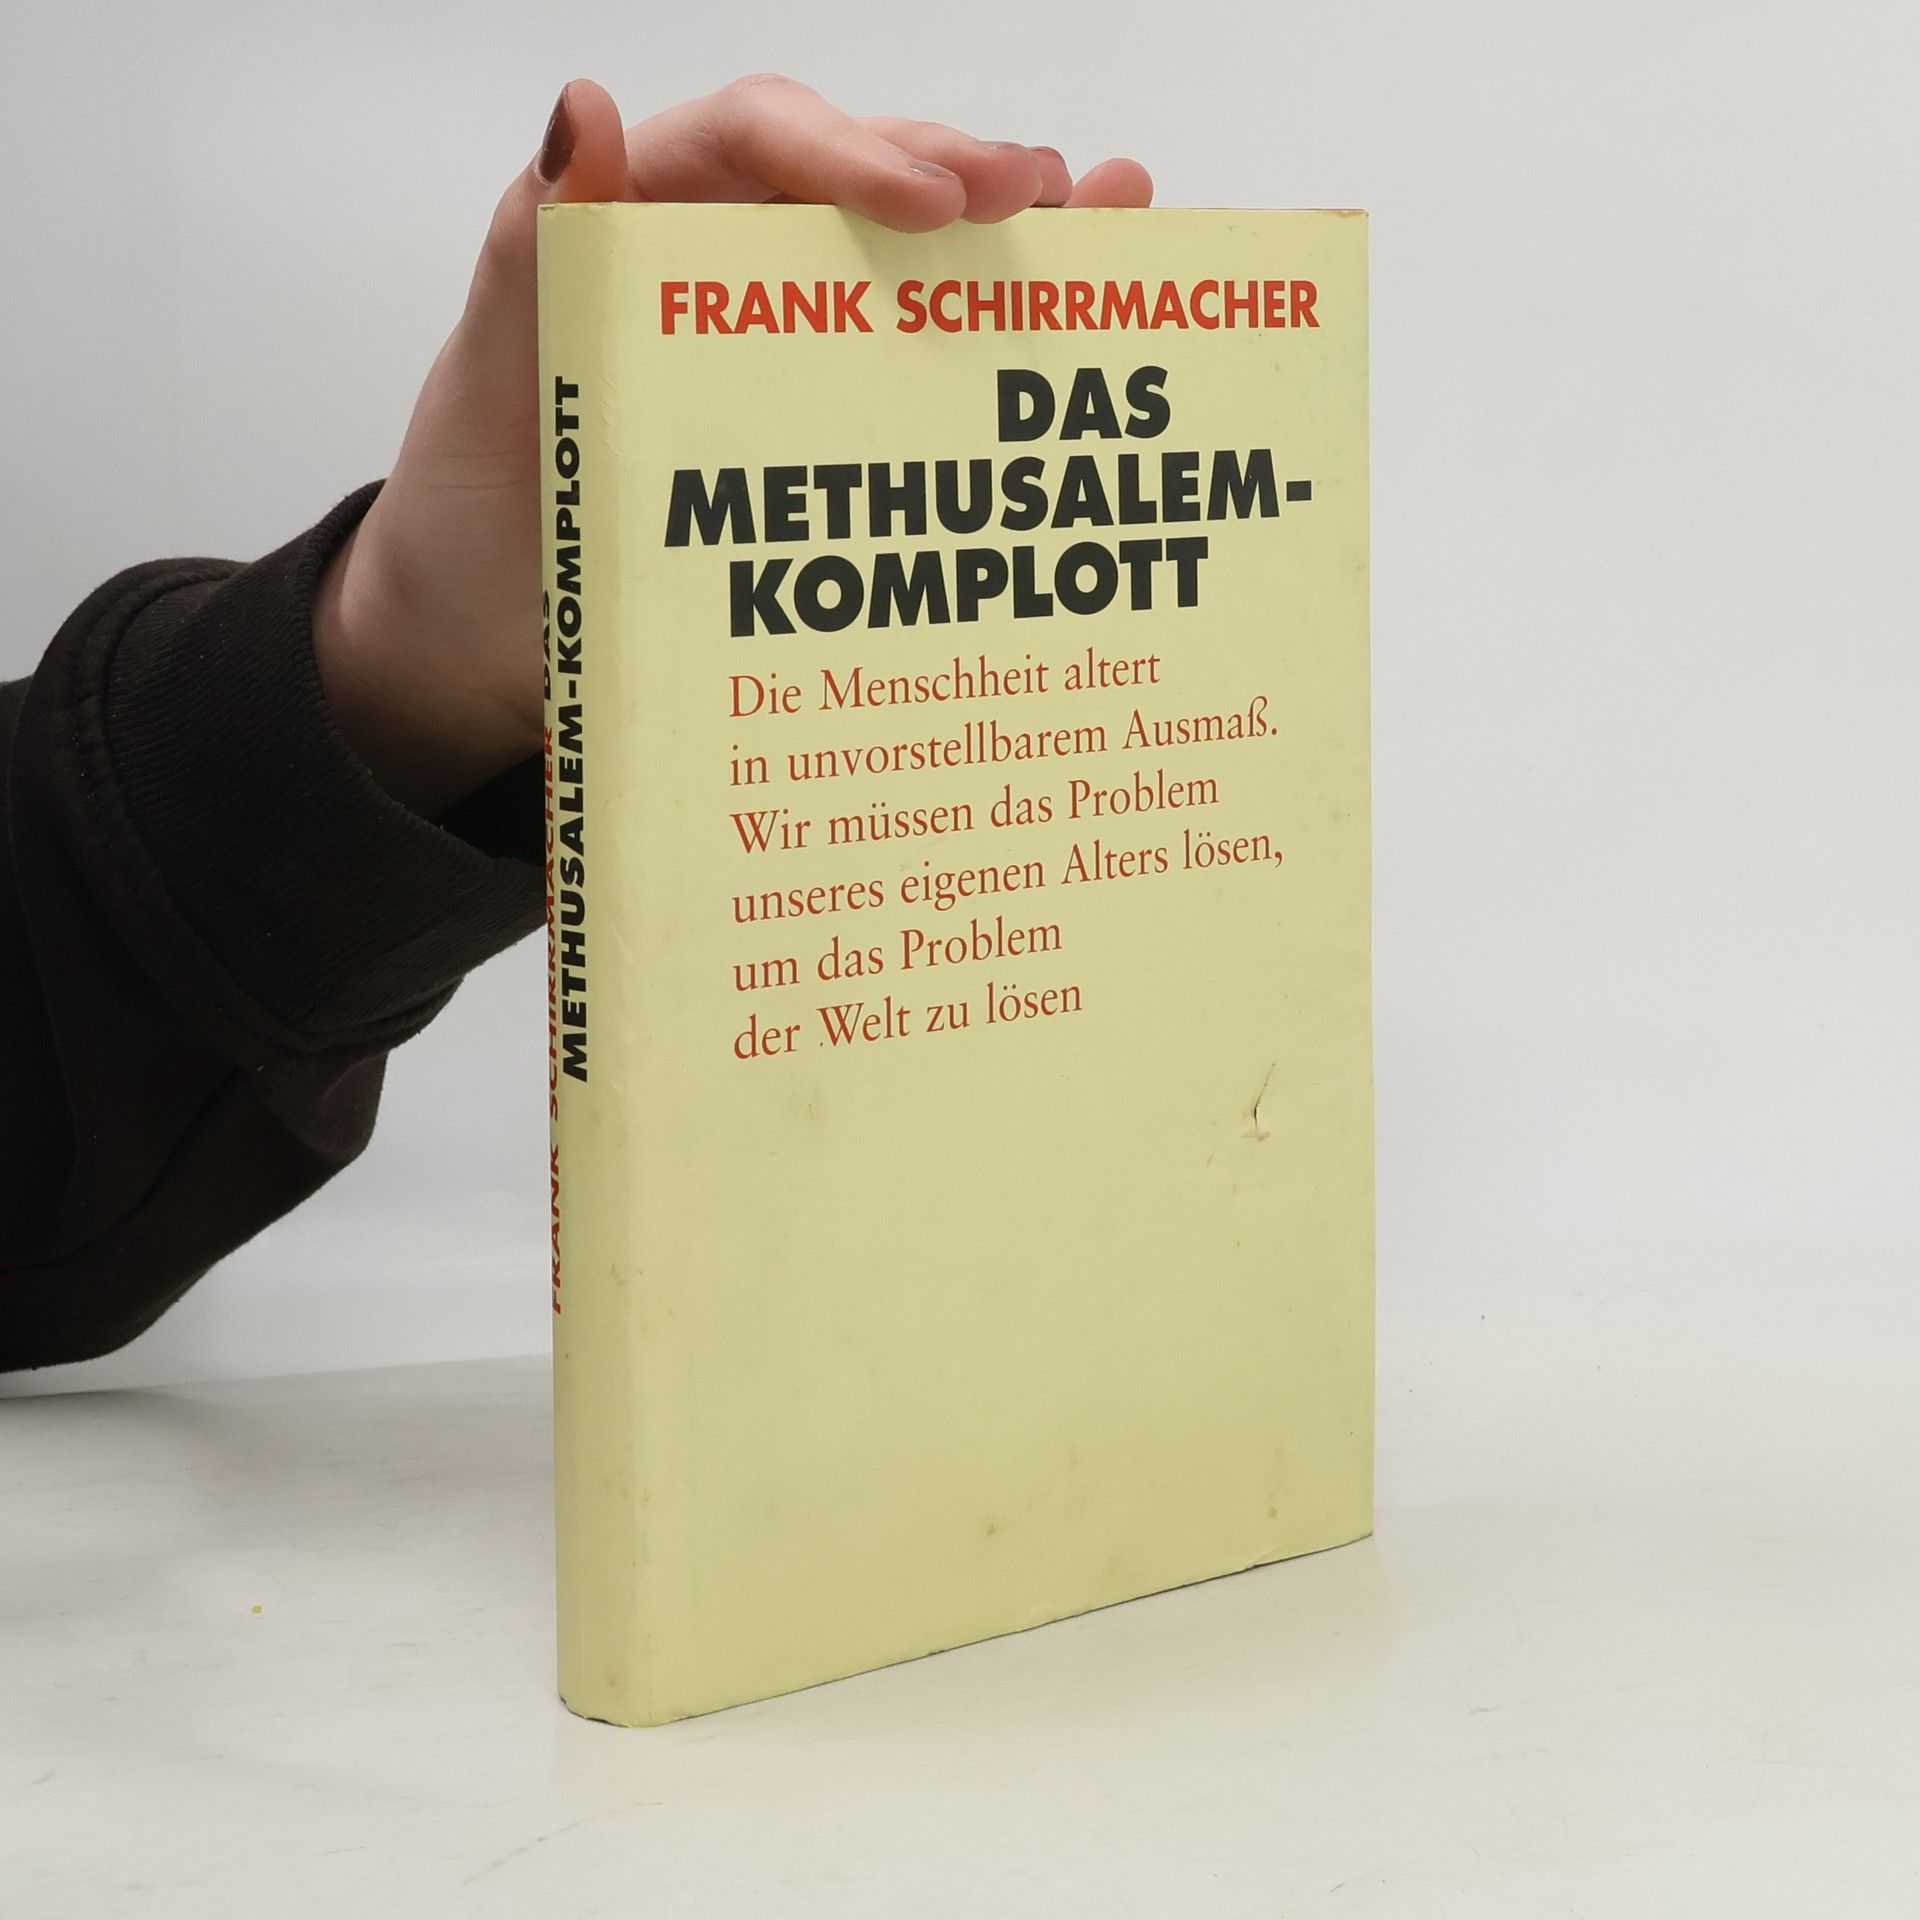 FRANK SCHIRRMACHER
DAS
METHUSALEM-
KOMPLOTT
Die Menschheit altert
in unvorstellbarem Ausmaß.
Wir müssen das Problem
unseres eigenen Alters lösen,
um das Problem
der Welt zu lösen
FRANK SCHIRRMACHER DAS
METHUSALEM-KOMPLOTT